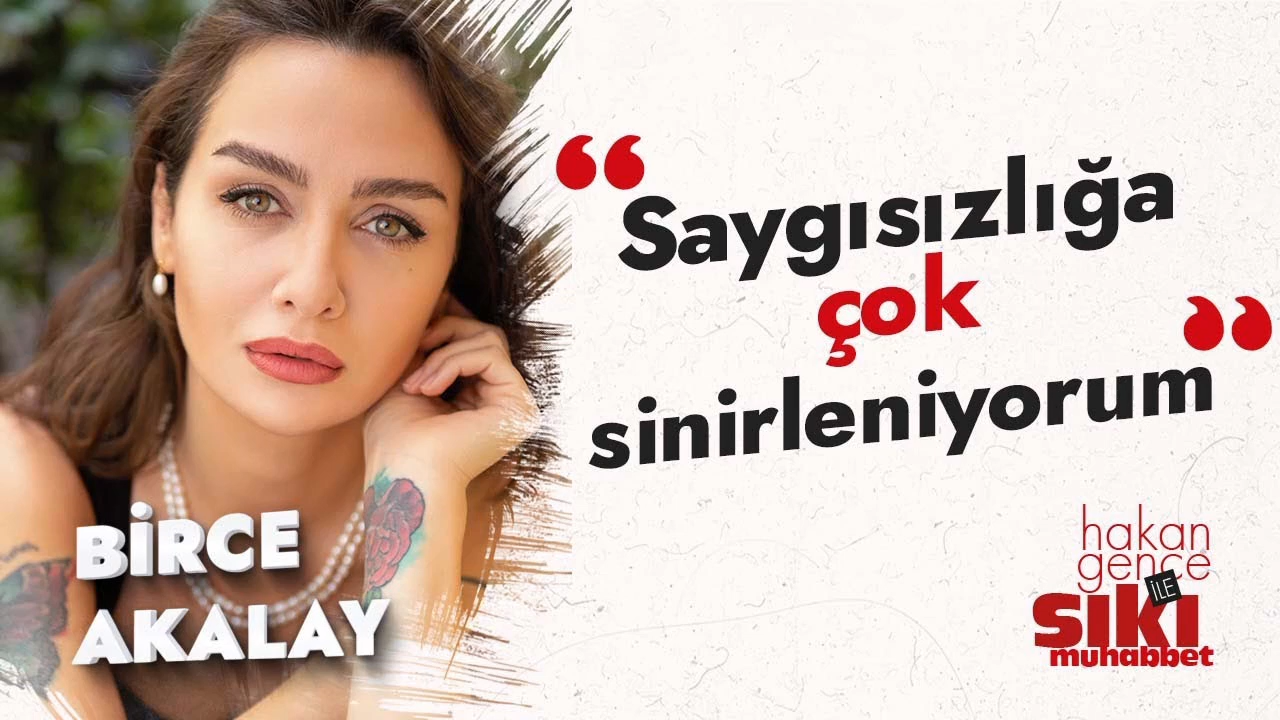 BİRCE
AKALAY
“Saygısızlığa
çok
sinirleniyorum”
hakan
gence
İLE
SIKI
muhabbet